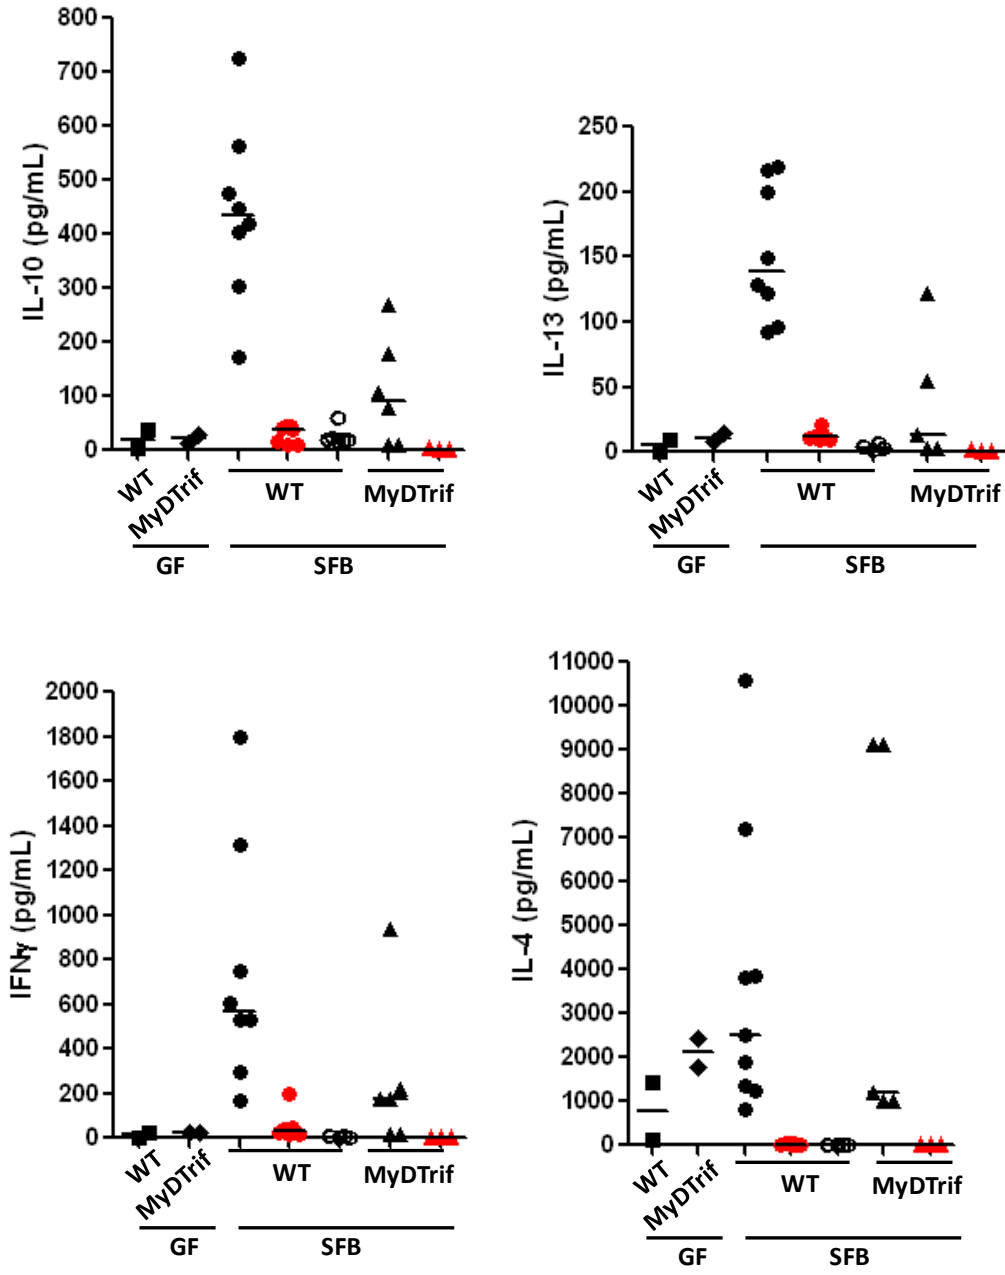 800
700
600
500
400
300
200
100
0
IL-10 (pg/mL)
WT
MyDTrif
WT
MyDTrif
GF
SFB
250
200
150
100
50
0
IL-13 (pg/mL)
WT
MyDTrif
WT
MyDTrif
GF
SFB
2000
1800
1600
1400
1200
1000
800
600
400
200
0
IFNγ (pg/mL)
WT
MyDTrif
WT
MyDTrif
GF
SFB
11000
10000
9000
8000
7000
6000
5000
4000
3000
2000
1000
0
IL-4 (pg/mL)
WT
MyDTrif
WT
MyDTrif
GF
SFB